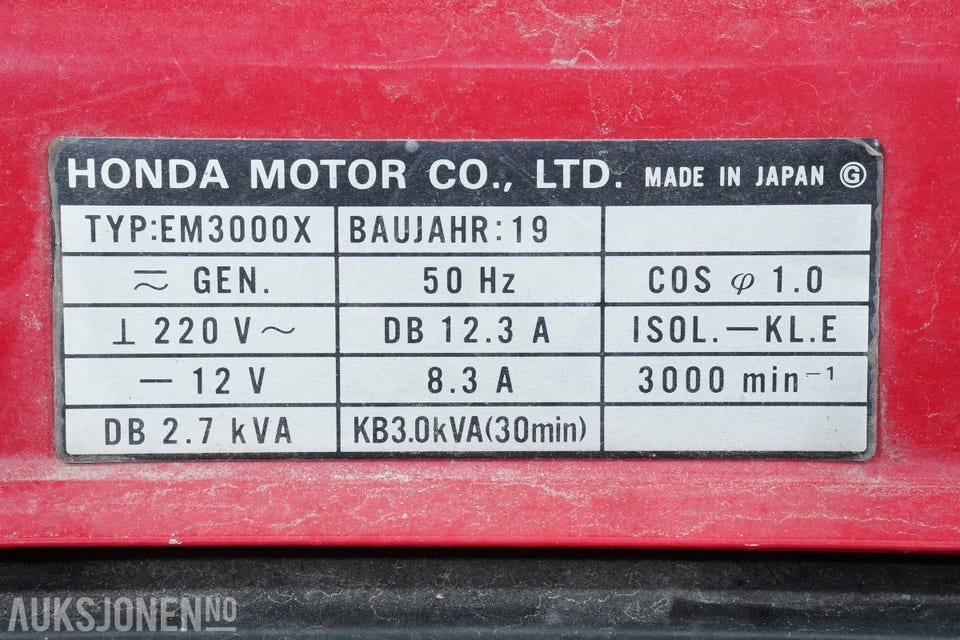 HONDA MOTOR CO., LTD. MADE IN JAPAN Ⓖ
TYP:EM3000X BAUJAHR:19
⎓ GEN. 50 Hz COS φ 1.0
⊥ 220 V~ DB 12.3 A ISOL.—KL.E
— 12 V 8.3 A 3000 min⁻¹
DB 2.7 kVA KB3.0kVA(30min)
AUKSJONEN.NO